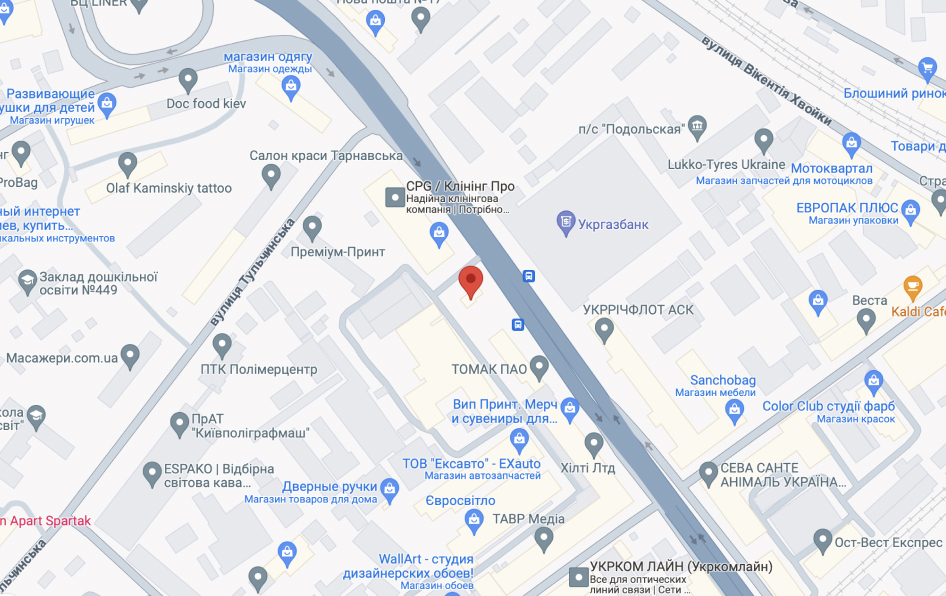 БЦ LINER
Нова пошта №17
вулиця Вікентія Хвойки
магазин одягу
Магазин одежды
Развивающие
ушки для детей
Магазин игрушек
Doc food kiev
Блошиний ринок
п/с "Подольская"
Салон краси Тарнавська
Lukko-Tyres Ukraine
Мотоквартал
Магазин запчастей для мотоциклов
Товари д
ProBag
Olaf Kaminskiy tattoo
CPG / Клінінг Про
Надійна клінінгова
компанія | Потрібно...
Стра
ный интернет
ев, купить...
икальных инструментов
ЕВРОПАК ПЛЮС
Магазин упаковки
Укргазбанк
вулиця Тульчинська
Преміум-Принт
Заклад дошкільної
освіти №449
Веста
Kaldi Cafe
УКРРІЧФЛОТ АСК
Масажери.com.ua
ПТК Полімерцентр
ТОМАК ПАО
Sanchobag
Магазин мебели
Вип Принт. Мерч
и сувениры для...
Color Club студії фарб
Магазин красок
кола
світ"
ПрАТ
"Київполіграфмаш"
ТОВ "Ексавто" - EXauto
Магазин автозапчастей
Хілті Лтд
ESPAKO | Відбірна
світова кава...
СЕВА САНТЕ
АНІМАЛЬ УКРАЇНА...
Дверные ручки
Магазин товаров для дома
Євросвітло
ТАВР Медіа
n Apart Spartak
Ост-Вест Експрес
WallArt - студия
дизайнерских обоев!
Магазин обоев
УКРКОМ ЛАЙН (Укркомлайн)
Все для оптических
линий связи | Сети ...
тульчинська